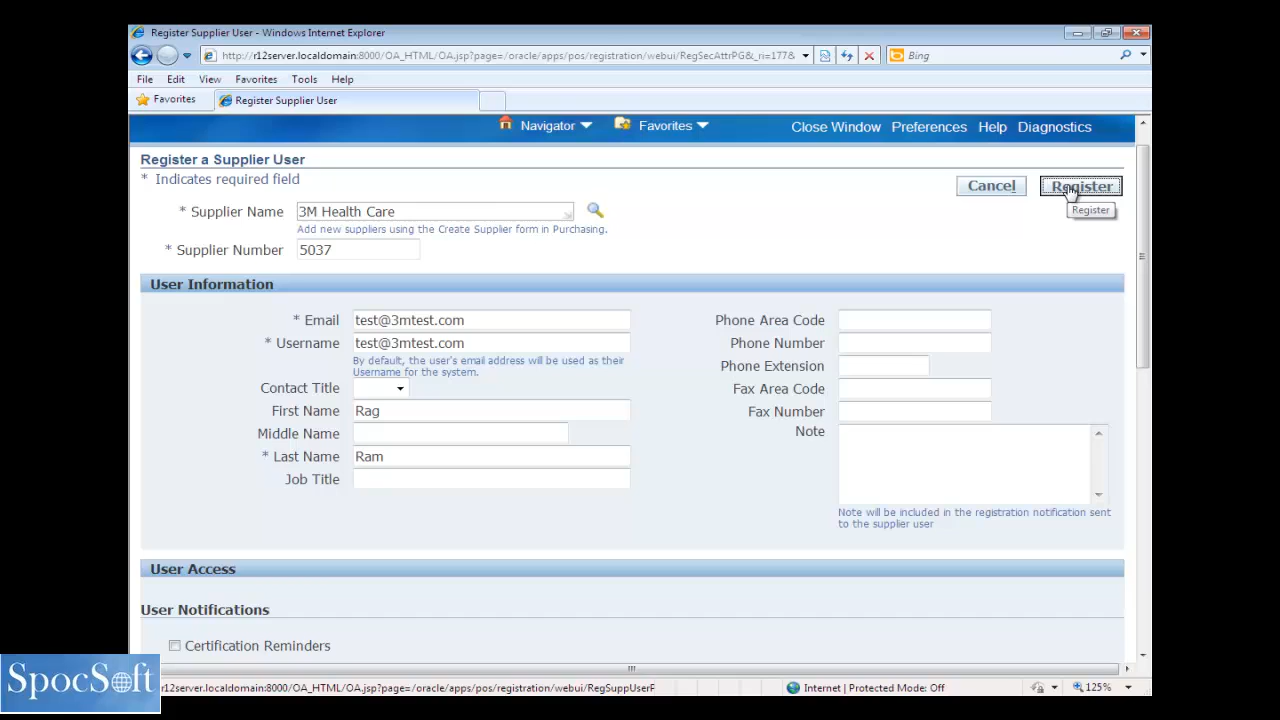 Register Supplier User - Windows Internet Explorer
http://r12server.localdomain:8000/OA_HTML/OA.jsp?page=/oracle/apps/pos/registration/webui/RegSecAttrPG&_ri=177&
Bing
File Edit View Favorites Tools Help
Favorites Register Supplier User
Navigator Favorites Close Window Preferences Help Diagnostics
Register a Supplier User
* Indicates required field
Cancel Register
Register
* Supplier Name 3M Health Care
Add new suppliers using the Create Supplier form in Purchasing.
* Supplier Number 5037
User Information
* Email test@3mtest.com
* Username test@3mtest.com
By default, the user's email address will be used as their
Username for the system.
Contact Title
First Name Rag
Middle Name
* Last Name Ram
Job Title
Phone Area Code
Phone Number
Phone Extension
Fax Area Code
Fax Number
Note
Note will be included in the registration notification sent
to the supplier user
User Access
User Notifications
Certification Reminders
SpocSoft
r12server.localdomain:8000/OA_HTML/OA.jsp?page=/oracle/apps/pos/registration/webui/RegSuppUserF
Internet | Protected Mode: Off
125%